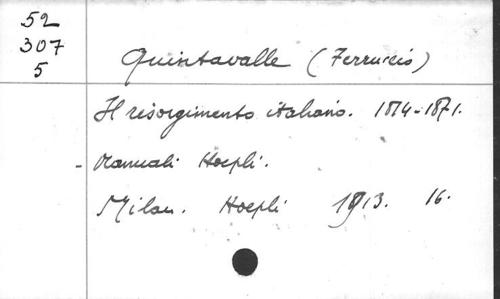 52
307
5
Quintavalle (Ferruccio)
Il risorgimento italiano. 1814-1871.
- Manuali Hoepli.
Milan. Hoepli 1913. 16.